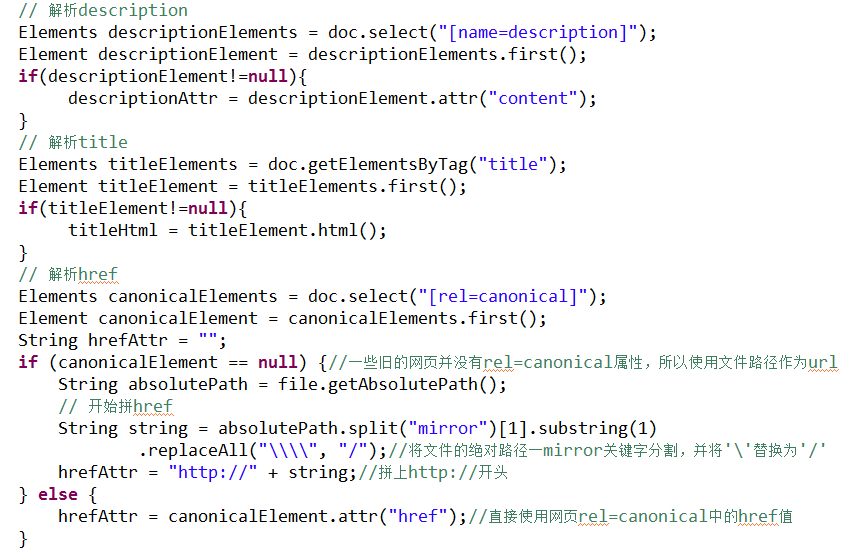 // 解析description
Elements descriptionElements = doc.select("[name=description]");
Element descriptionElement = descriptionElements.first();
if(descriptionElement!=null){
     descriptionAttr = descriptionElement.attr("content");
}
// 解析title
Elements titleElements = doc.getElementsByTag("title");
Element titleElement = titleElements.first();
if(titleElement!=null){
     titleHtml = titleElement.html();
}
// 解析href
Elements canonicalElements = doc.select("[rel=canonical]");
Element canonicalElement = canonicalElements.first();
String hrefAttr = "";
if (canonicalElement == null) {//一些旧的网页并没有rel=canonical属性，所以使用文件路径作为url
    String absolutePath = file.getAbsolutePath();
    // 开始拼href
    String string = absolutePath.split("mirror")[1].substring(1)
            .replaceAll("\\\\", "/");//将文件的绝对路径一mirror关键字分割，并将'\'替换为'/'
    hrefAttr = "http://" + string;//拼上http://开头
} else {
    hrefAttr = canonicalElement.attr("href");//直接使用网页rel=canonical中的href值
}